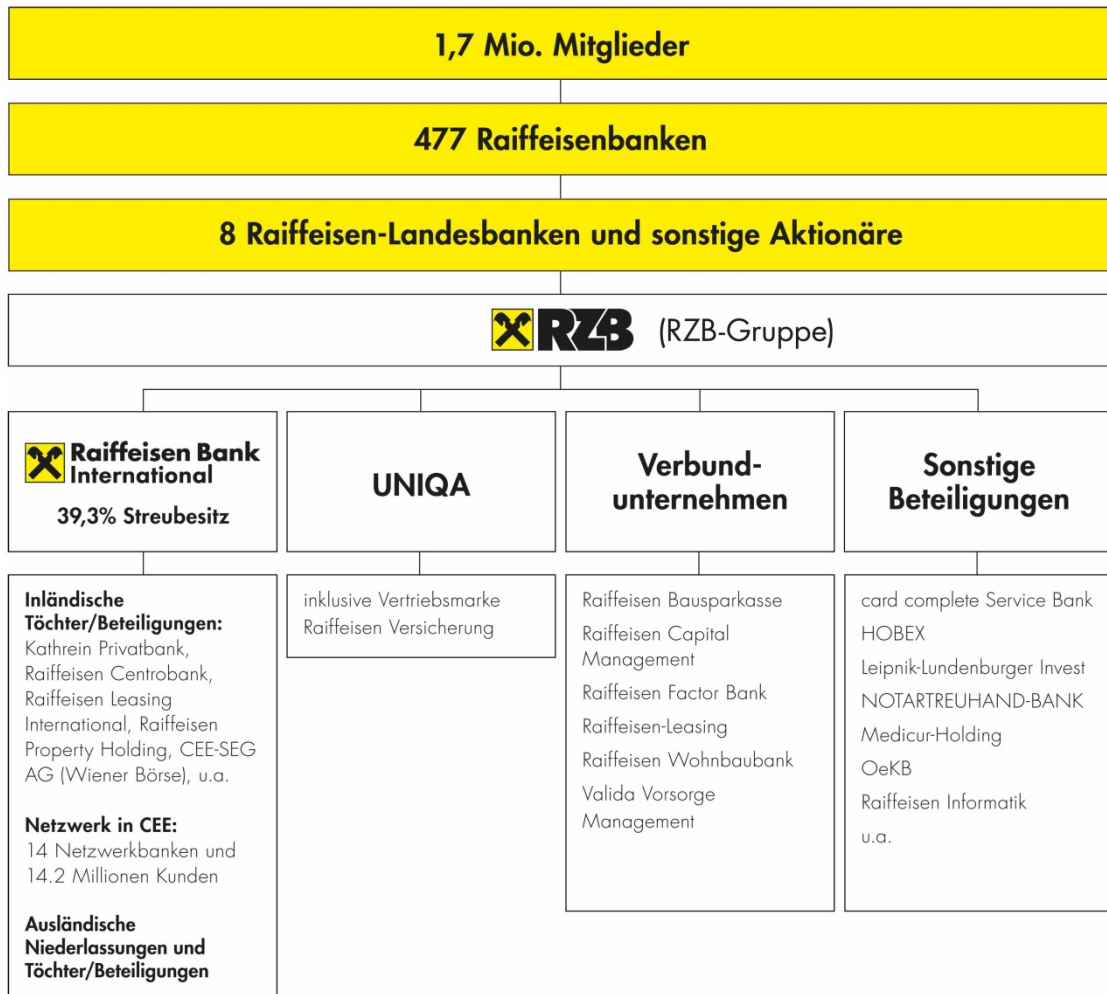 1,7 Mio. Mitglieder
477 Raiffeisenbanken
8 Raiffeisen-Landesbanken und sonstige Aktionäre
RZB (RZB-Gruppe)
Raiffeisen Bank
International
39,3% Streubesitz
UNIQA
Verbund-
unternehmen
Sonstige
Beteiligungen
Inländische
Töchter/Beteiligungen:
Kathrein Privatbank,
Raiffeisen Centrobank,
Raiffeisen Leasing
International, Raiffeisen
Property Holding, CEE-SEG
AG (Wiener Börse), u.a.
Netzwerk in CEE:
14 Netzwerkbanken und
14.2 Millionen Kunden
Ausländische
Niederlassungen und
Töchter/Beteiligungen
inklusive Vertriebsmarke
Raiffeisen Versicherung
Raiffeisen Bausparkasse
Raiffeisen Capital
Management
Raiffeisen Factor Bank
Raiffeisen-Leasing
Raiffeisen Wohnbaubank
Valida Vorsorge
Management
card complete Service Bank
HOBEX
Leipnik-Lundenburger Invest
NOTARTREUHAND-BANK
Medicur-Holding
OeKB
Raiffeisen Informatik
u.a.